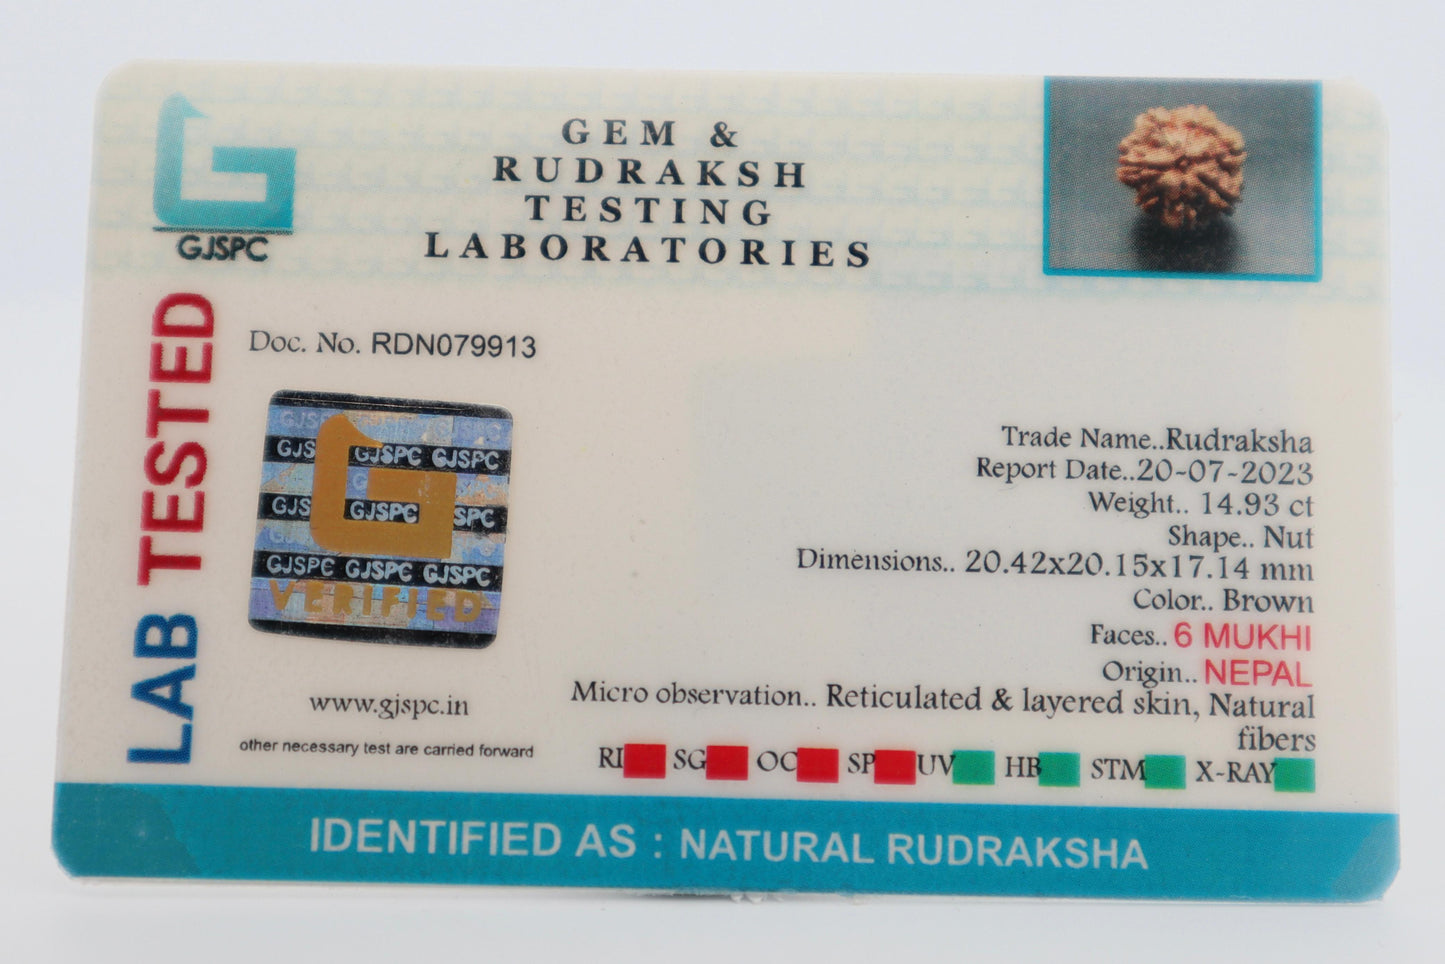 GEM &
RUDRAKSH
TESTING
LABORATORIES
GJSPC
LAB TESTED
Doc. No. RDN079913
GJSPC GJSPC
GJSPC
GJSPC GJSPC GJSPC
VERIFIED
www.gjspc.in
other necessary test are carried forward
Trade Name..Rudraksha
Report Date..20-07-2023
Weight.. 14.93 ct
Shape.. Nut
Dimensions.. 20.42x20.15x17.14 mm
Color.. Brown
Faces.. 6 MUKHI
Origin.. NEPAL
Micro observation.. Reticulated & layered skin, Natural
fibers
RI SG OC SP UV HB STM X-RAY
IDENTIFIED AS : NATURAL RUDRAKSHA